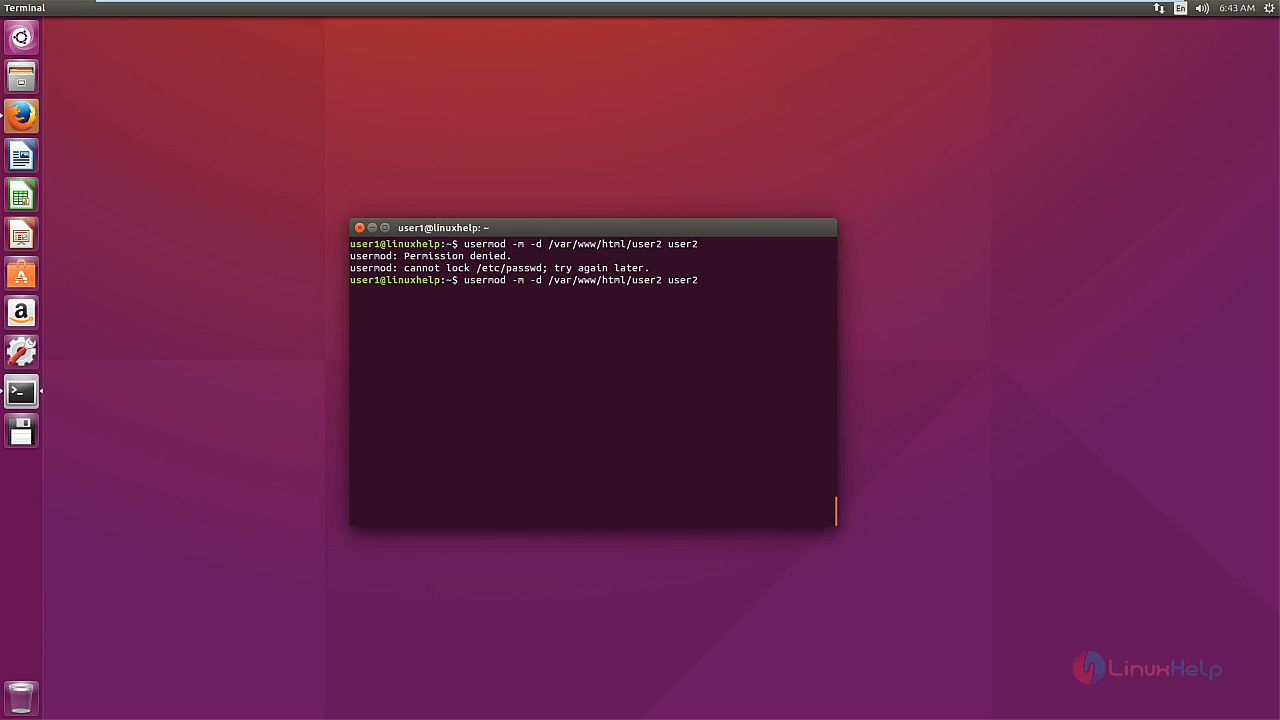 Terminal
En
6:43 AM
user1@linuxhelp: ~
user1@linuxhelp:~$ usermod -m -d /var/www/html/user2 user2
usermod: Permission denied.
usermod: cannot lock /etc/passwd; try again later.
user1@linuxhelp:~$ usermod -m -d /var/www/html/user2 user2
LinuxHelp